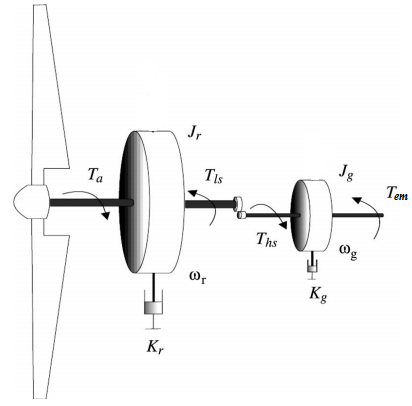 J_r
J_g
T_a
T_ls
T_em
T_hs
ω_r
ω_g
K_r
K_g